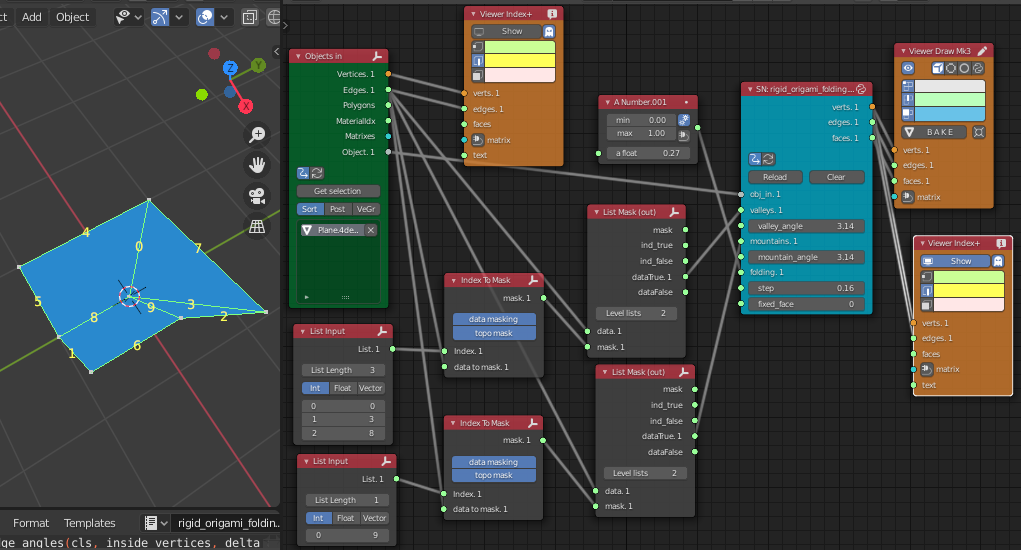 ct Add Object
Z
Y
X
4
0
7
5
8
9
3
2
1
6
Format Templates rigid_origami_foldin..
ge angles(cls, inside vertices, delta
Objects in
Vertices. 1
Edges. 1
Polygons
MaterialIdx
Matrixes
Object. 1
Get selection
Sort Post VeGr
Plane.4de...
List Input
List. 1
List Length 3
Int Float Vector
0 0
1 3
2 8
List Input
List. 1
List Length 1
Int Float Vector
0 9
Viewer Index+
Show
verts. 1
edges. 1
faces
matrix
text
Index To Mask
mask. 1
data masking
topo mask
Index. 1
data to mask. 1
Index To Mask
mask. 1
data masking
topo mask
Index. 1
data to mask. 1
A Number.001
min 0.00
max 1.00
a float 0.27
List Mask (out)
mask
ind_true
ind_false
dataTrue. 1
dataFalse
Level lists 2
data. 1
mask. 1
List Mask (out)
mask
ind_true
ind_false
dataTrue. 1
dataFalse
Level lists 2
data. 1
mask. 1
SN: rigid_origami_folding...
verts. 1
edges. 1
faces. 1
Reload Clear
obj_in. 1
valleys. 1
valley_angle 3.14
mountains. 1
mountain_angle 3.14
folding. 1
step 0.16
fixed_face 0
Viewer Draw Mk3
BAKE
verts. 1
edges. 1
faces. 1
matrix
Viewer Index+
Show
verts. 1
edges. 1
faces
matrix
text